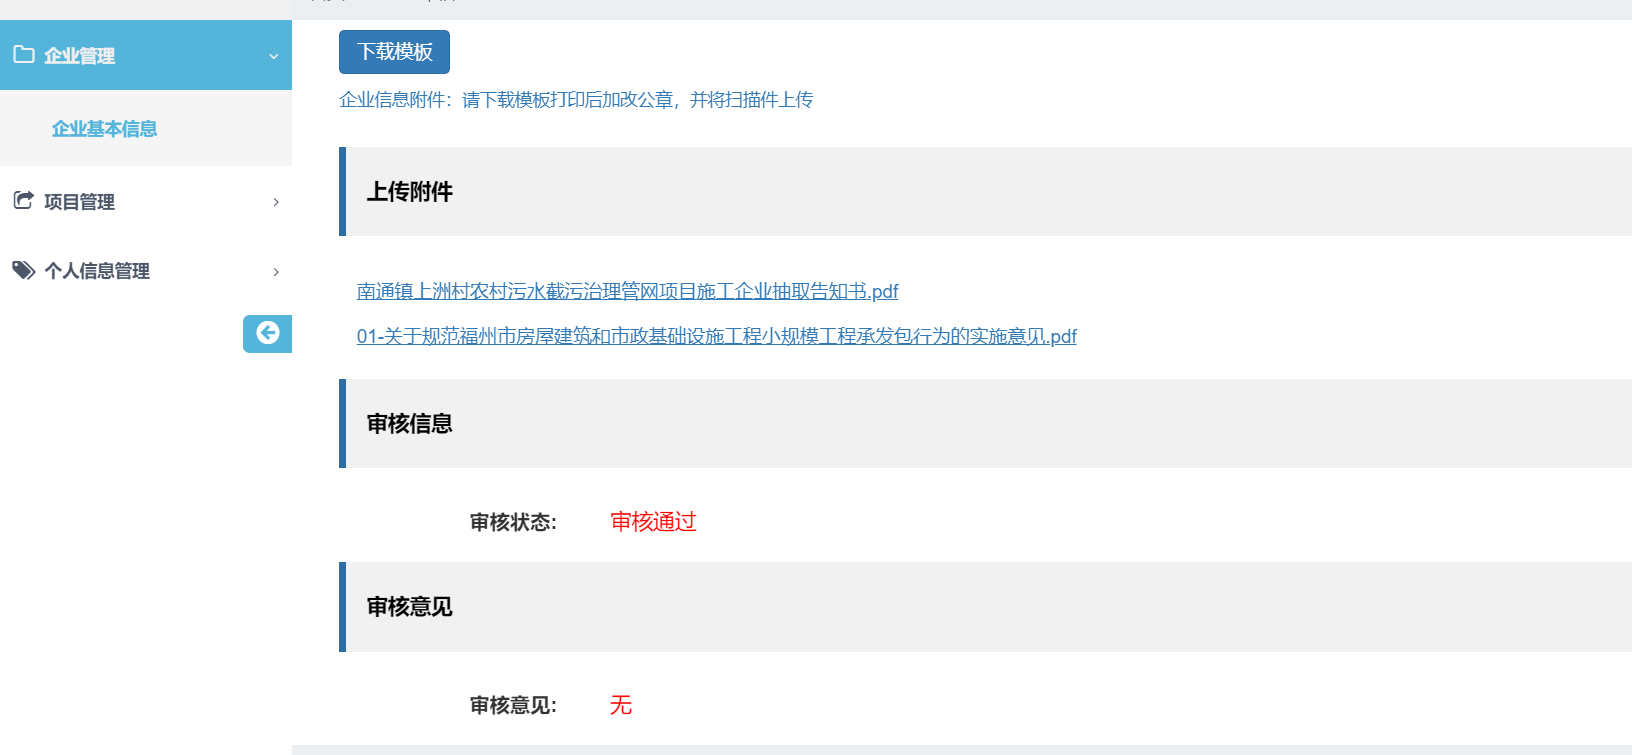 企业管理
企业基本信息
项目管理
个人信息管理
下载模板
企业信息附件：请下载模板打印后加改公章，并将扫描件上传
上传附件
南通镇上洲村农村污水截污治理管网项目施工企业抽取告知书.pdf
01-关于规范福州市房屋建筑和市政基础设施工程小规模工程承发包行为的实施意见.pdf
审核信息
审核状态: 审核通过
审核意见
审核意见: 无